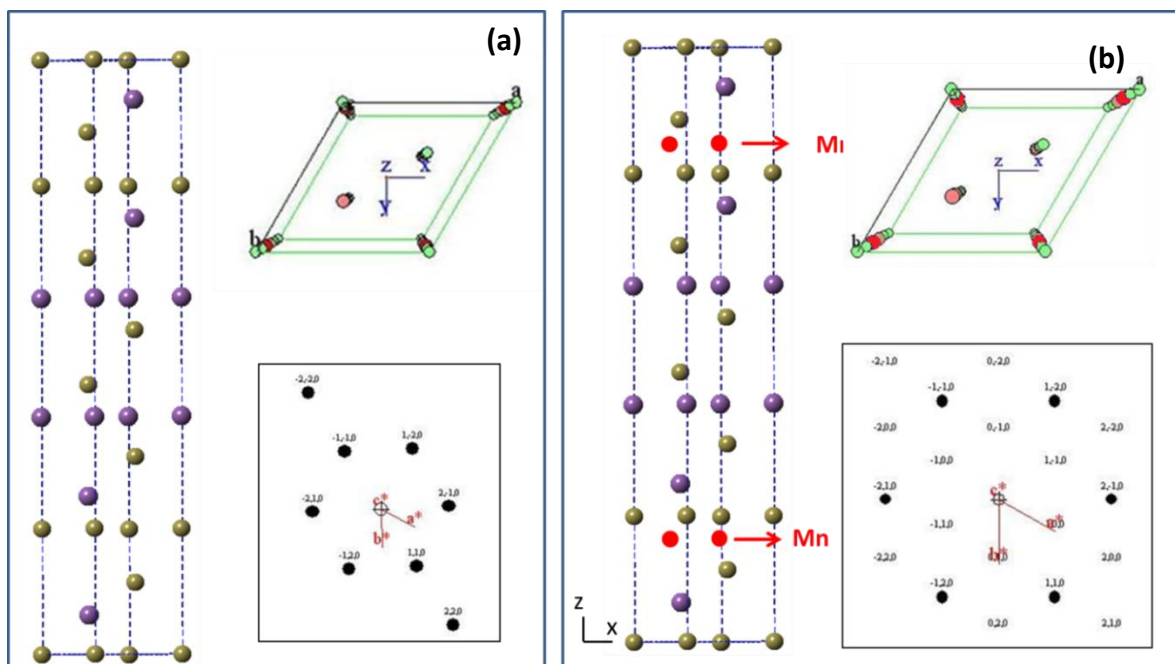 (a)
a
z x
y
b
-2,-2,0
-1,-1,0 1,-2,0
-2,1,0 c* 2,-1,0
a*
b*
-1,2,0 1,1,0
2,2,0
(b)
a
z x
y
b
Mn
z
x
-2,-1,0 0,-2,0
-1,-1,0 1,-2,0
-2,0,0 0,-1,0 2,-2,0
-1,0,0 1,-1,0
-2,1,0 c* 2,-1,0
-1,1,0
-2,2,0 b* 2,0,0
-1,2,0 1,1,0
0,2,0 2,1,0